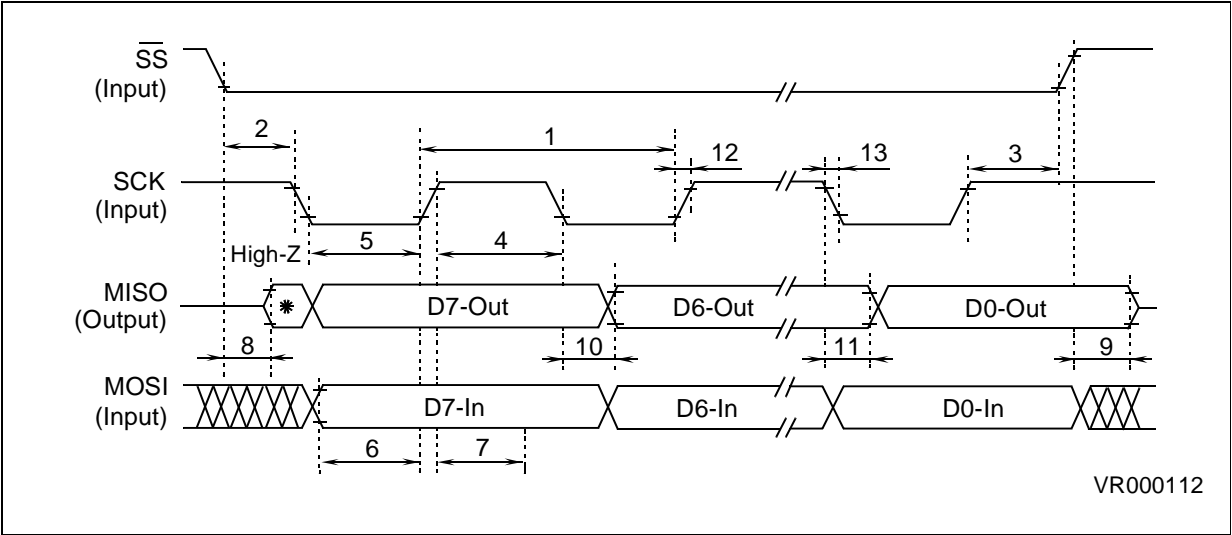 SS
(Input)
2
1
12
13
3
SCK
(Input)
High-Z
5
4
MISO
(Output)
*
D7-Out
D6-Out
D0-Out
8
10
11
9
MOSI
(Input)
D7-In
D6-In
D0-In
6
7
VR000112